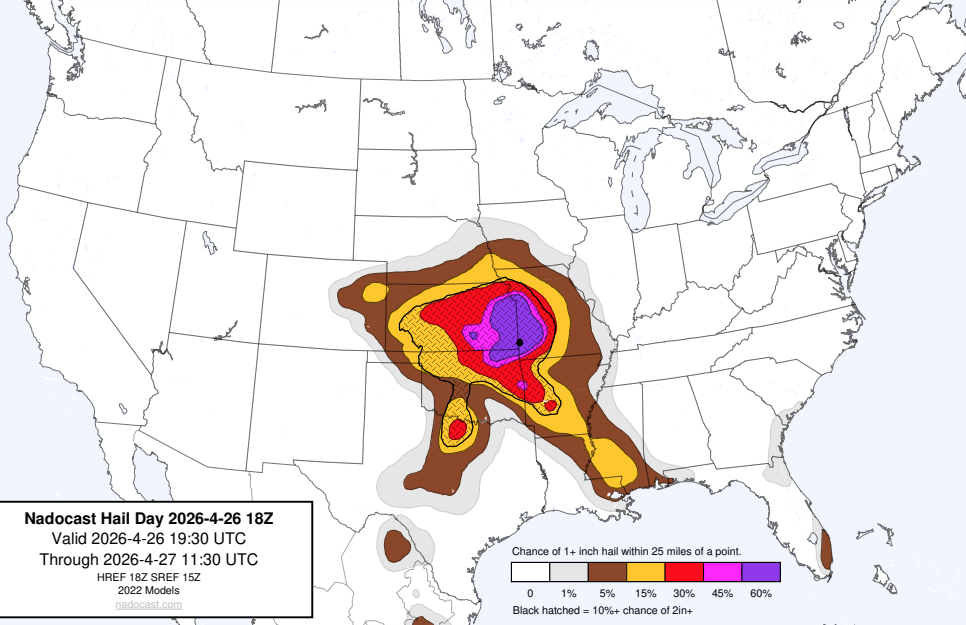 Nadocast Hail Day 2026-4-26 18Z
Valid 2026-4-26 19:30 UTC
Through 2026-4-27 11:30 UTC
HREF 18Z SREF 15Z
2022 Models
nadocast.com
Chance of 1+ inch hail within 25 miles of a point.
0 1% 5% 15% 30% 45% 60%
Black hatched = 10%+ chance of 2in+